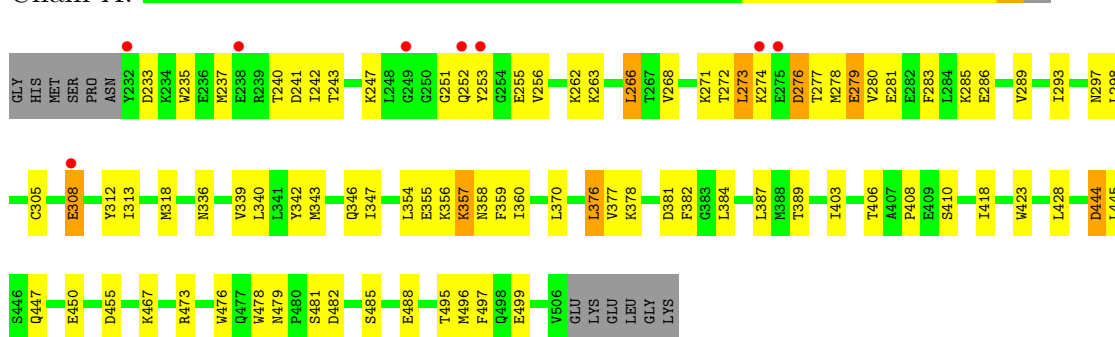 GLY HIS MET SER PRO ASN Y232 D233 K234 W235 E236 M237 E238 R239 T240 D241 I242 T243 K247 L248 G249 G250 G251 Q252 Y253 G254 E255 V256 K262 K263 L266 T267 V268 K271 T272 L273 K274 E275 D276 T277 M278 E279 V280 E281 E282 F283 L284 K285 E286 V289 I293 N297
C305 E308 Y312 I313 M318 N336 V339 L340 L341 Y342 M343 Q346 I347 L354 E355 K356 K357 N358 F359 I360 L370 L376 V377 K378 D381 F382 G383 L384 L387 M388 T389 I403 T406 A407 P408 E409 S410 I418 W423 L428 D444
S446 Q447 E450 D455 K467 R473 W476 Q477 W478 N479 P480 S481 D482 S485 E488 T495 M496 F497 Q498 E499 V506 GLU LYS GLU LEU GLY LYS